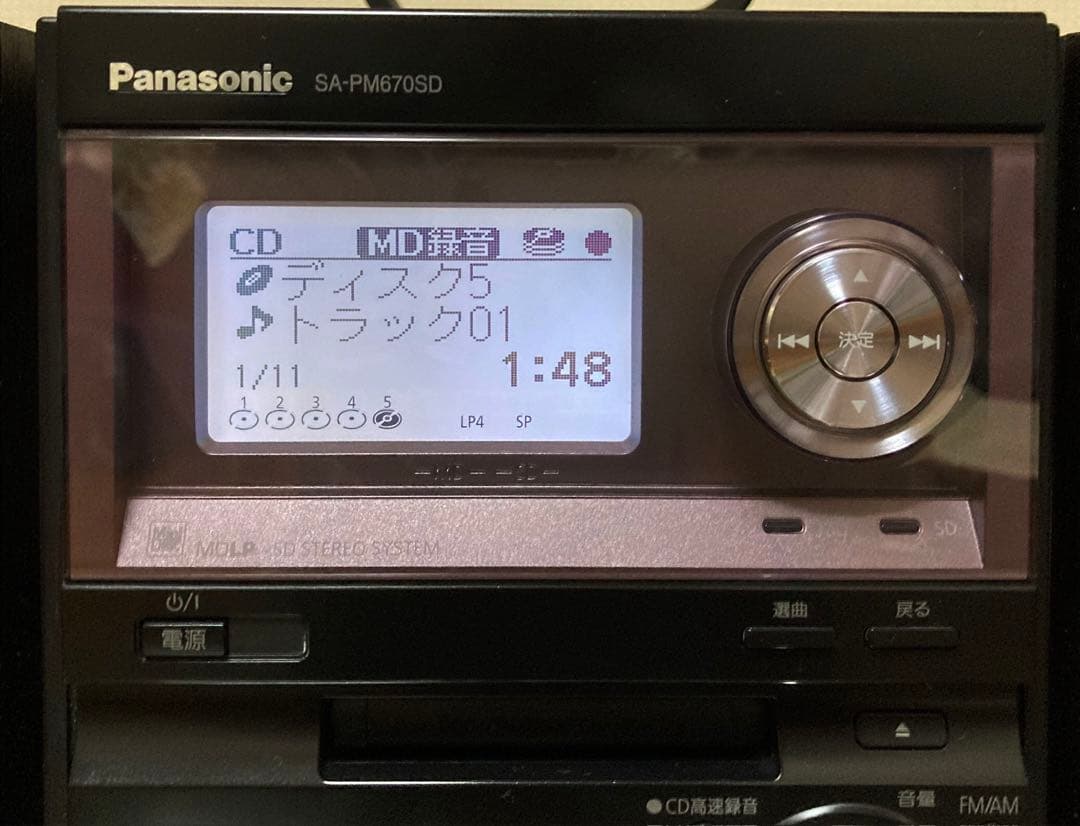 Panasonic SA-PM670SD
CD MD録音
ディスク5
トラック01
1/11 1:48
1 2 3 4 5
LP4 SP
決定
MD SD
MDLP SD STEREO SYSTEM
SD
⏻/I
電源
選曲
戻る
●CD高速録音
音量
FM/AM